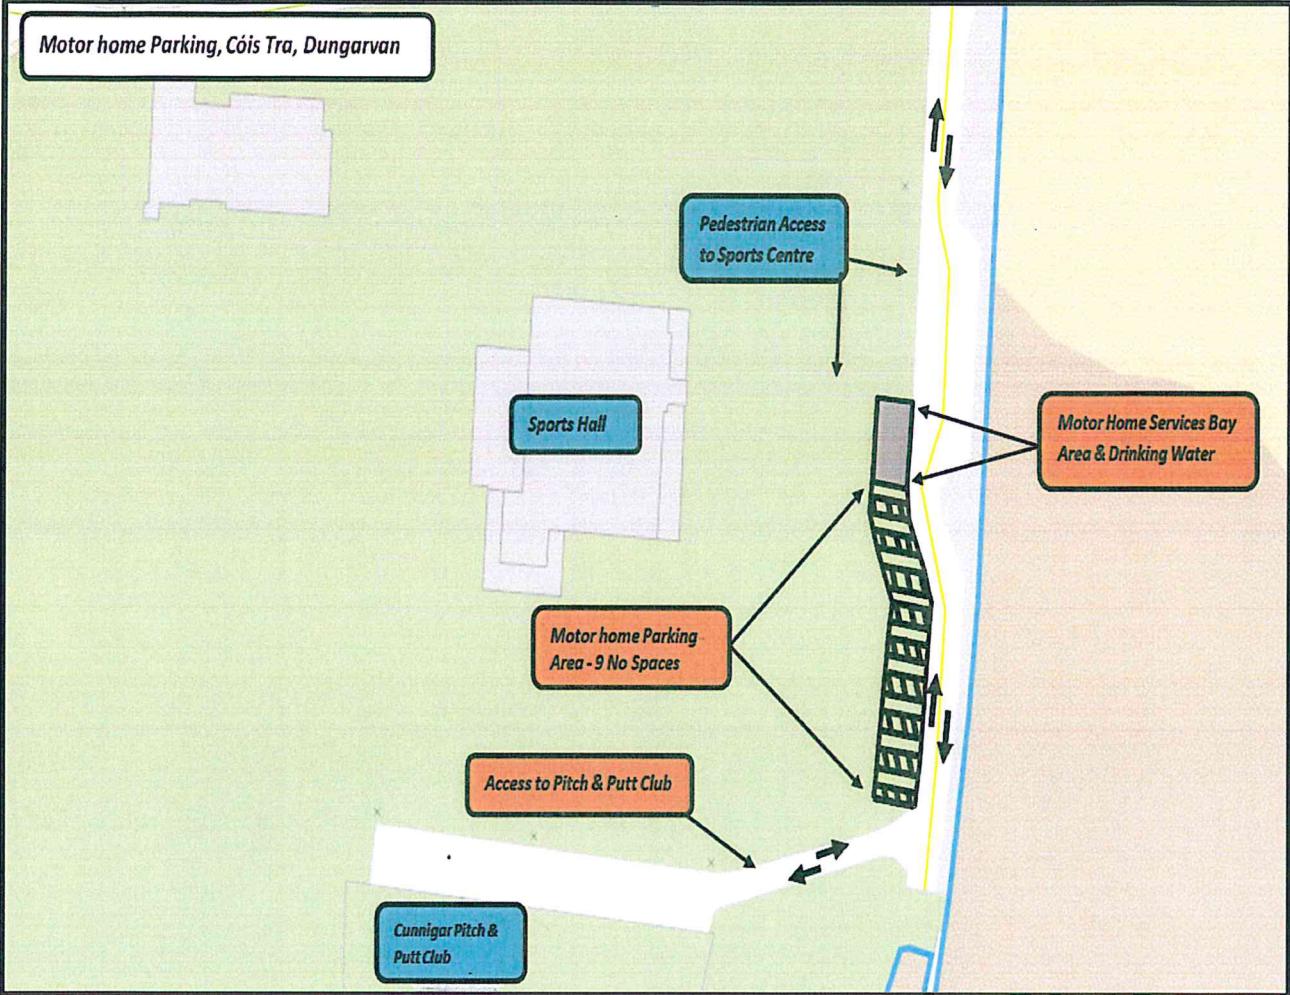 Motor home Parking, Cóis Tra, Dungarvan
Pedestrian Access
to Sports Centre
Sports Hall
Motor Home Services Bay
Area & Drinking Water
Motor home Parking
Area - 9 No Spaces
Access to Pitch & Putt Club
Cunnigar Pitch &
Putt Club